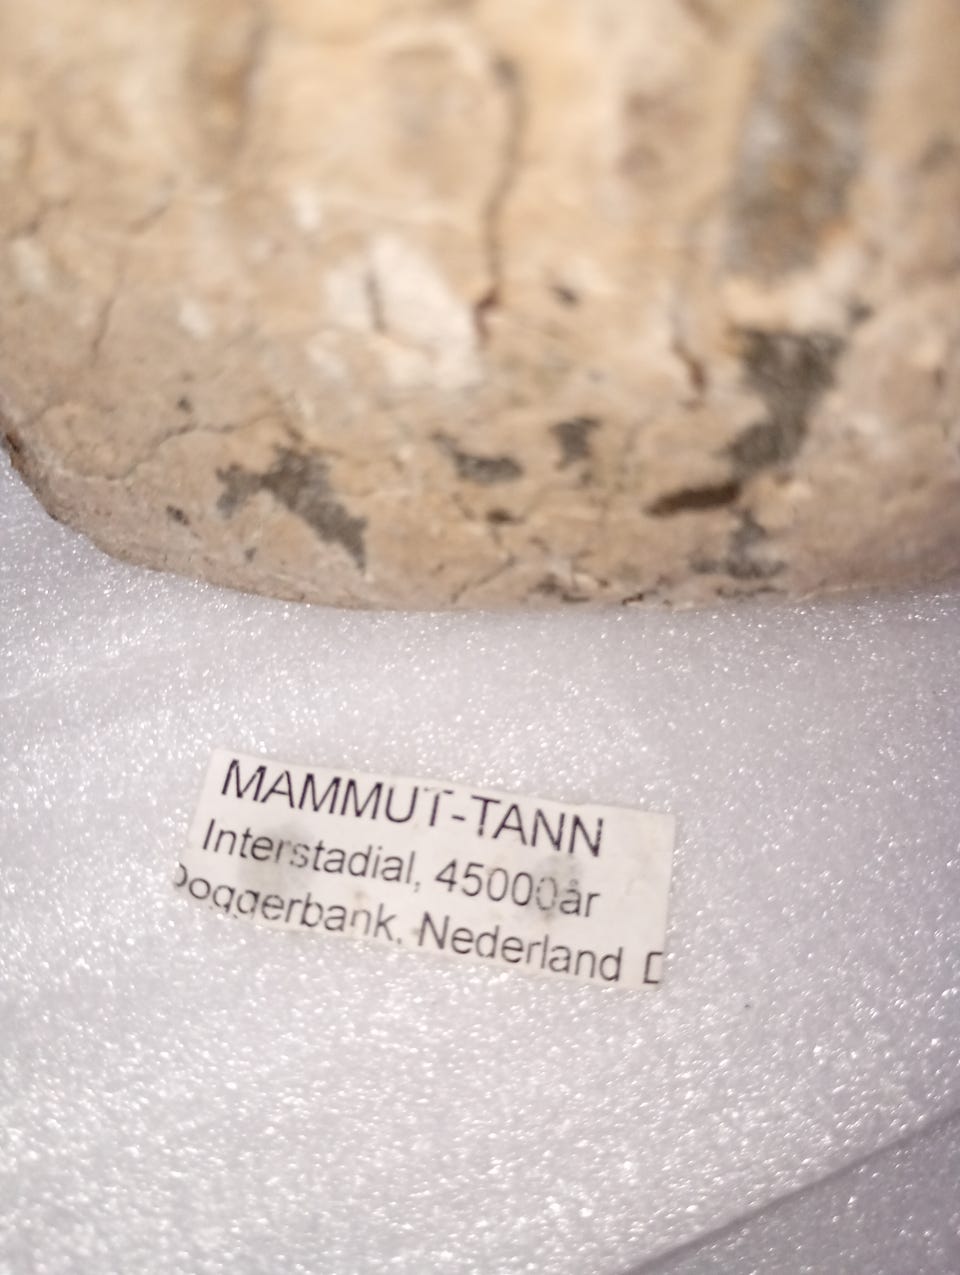 MAMMUT-TANN
Interstadial, 45000år
Doggerbank, Nederland D